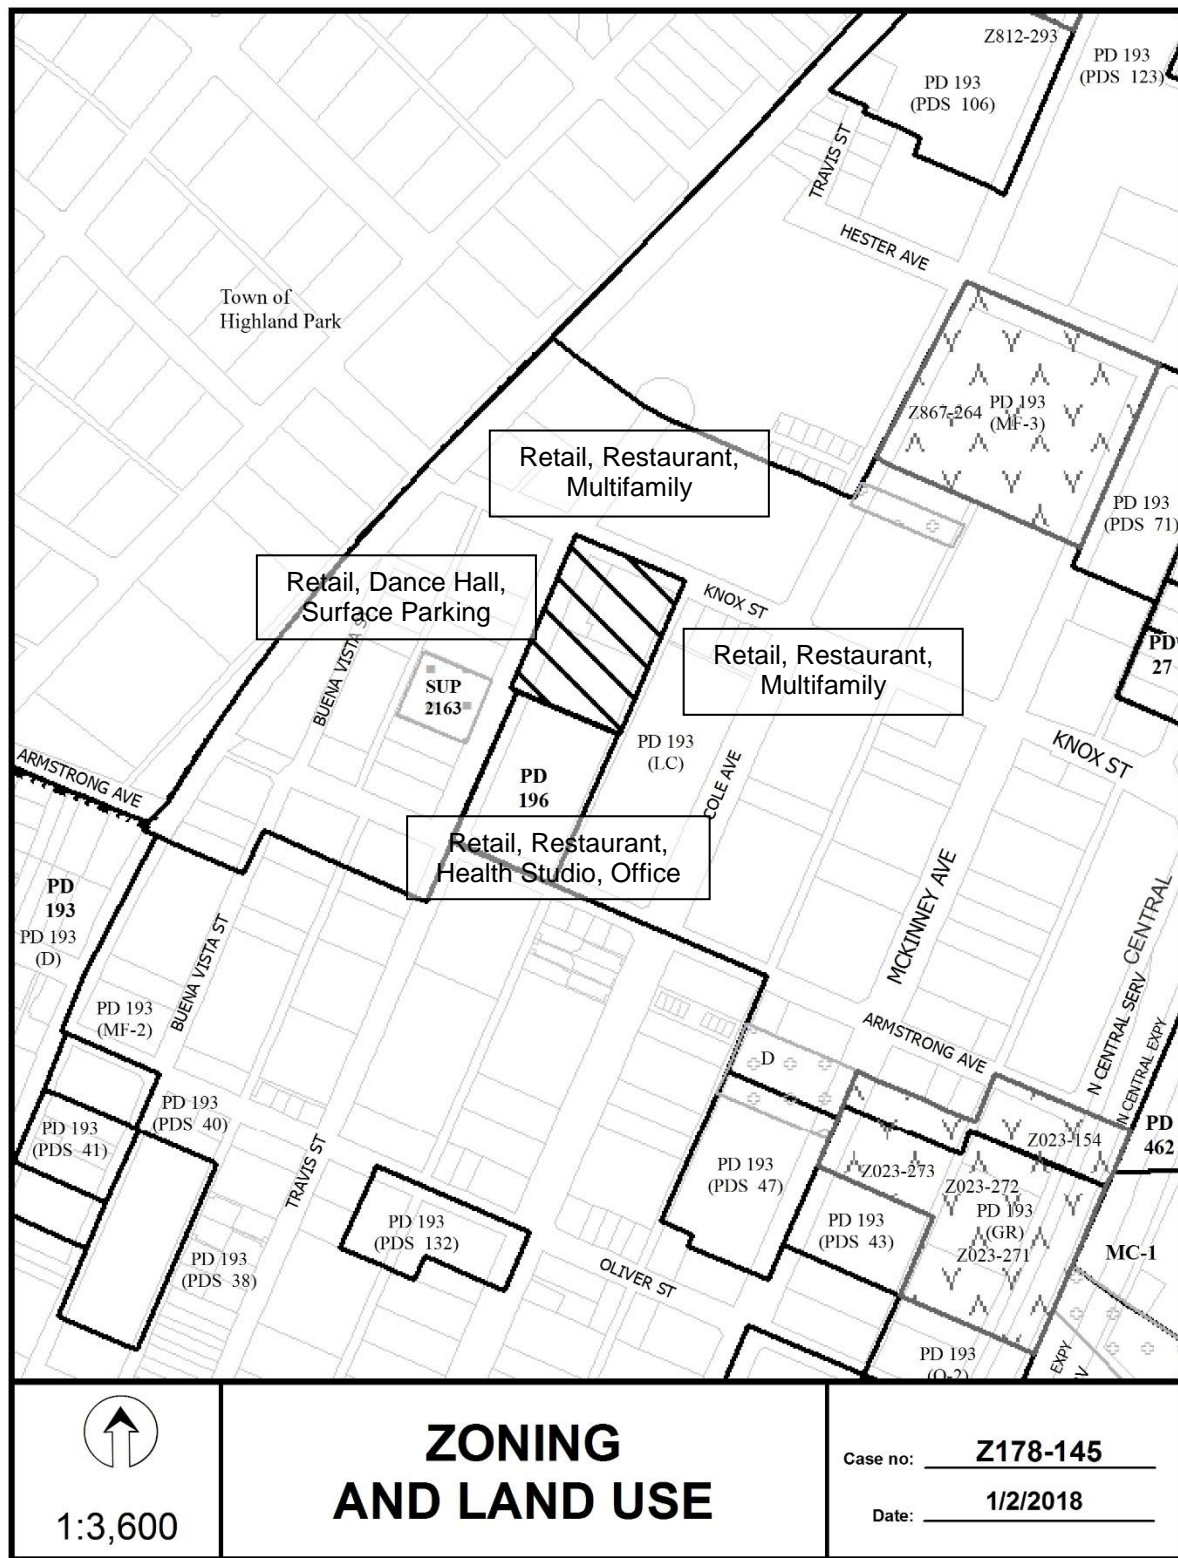 Z812-293
PD 193
(PDS 123)
PD 193
(PDS 106)
TRAVIS ST
HESTER AVE
Town of
Highland Park
Z867-264
PD 193
(MF-3)
PD 193
(PDS 71)
Retail, Restaurant,
Multifamily
Retail, Dance Hall,
Surface Parking
KNOX ST
Retail, Restaurant,
Multifamily
PD
27
BUENA VISTA ST
SUP
2163
PD 193
(LC)
COLE AVE
KNOX ST
ARMSTRONG AVE
PD
196
Retail, Restaurant,
Health Studio, Office
MCKINNEY AVE
PD
193
PD 193
(D)
BUENA VISTA ST
CENTRAL
N CENTRAL SERV
N CENTRAL EXPY
PD 193
(MF-2)
ARMSTRONG AVE
D
PD 193
(PDS 40)
PD 193
(PDS 41)
PD
462
Z023-154
Z023-273
Z023-272
PD 193
(GR)
Z023-271
PD 193
(PDS 47)
TRAVIS ST
PD 193
(PDS 132)
PD 193
(PDS 43)
MC-1
PD 193
(PDS 38)
OLIVER ST
PD 193
(O-2)
EXPY
1:3,600
ZONING
AND LAND USE
Case no: Z178-145
Date: 1/2/2018